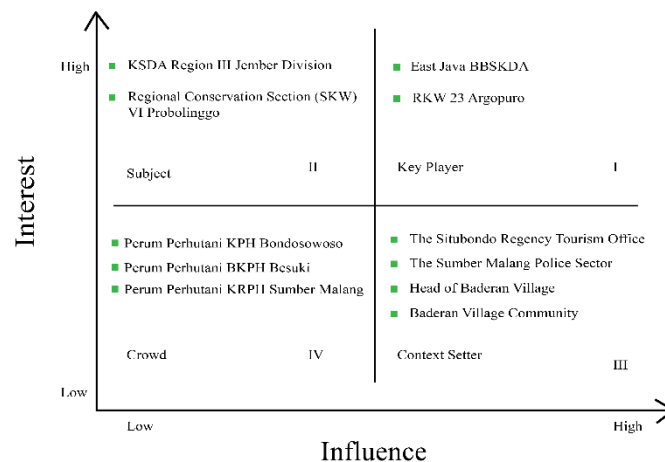 High
KSDA Region III Jember Division
Regional Conservation Section (SKW)
VI Probolinggo
Subject
II
East Java BBSKDA
RKW 23 Argopuro
Key Player
I
Interest
Perum Perhutani KPH Bondosowoso
Perum Perhutani BKPH Besuki
Perum Perhutani KRPH Sumber Malang
Crowd
IV
The Situbondo Regency Tourism Office
The Sumber Malang Police Sector
Head of Baderan Village
Baderan Village Community
Context Setter
III
Low
Low
High
Influence